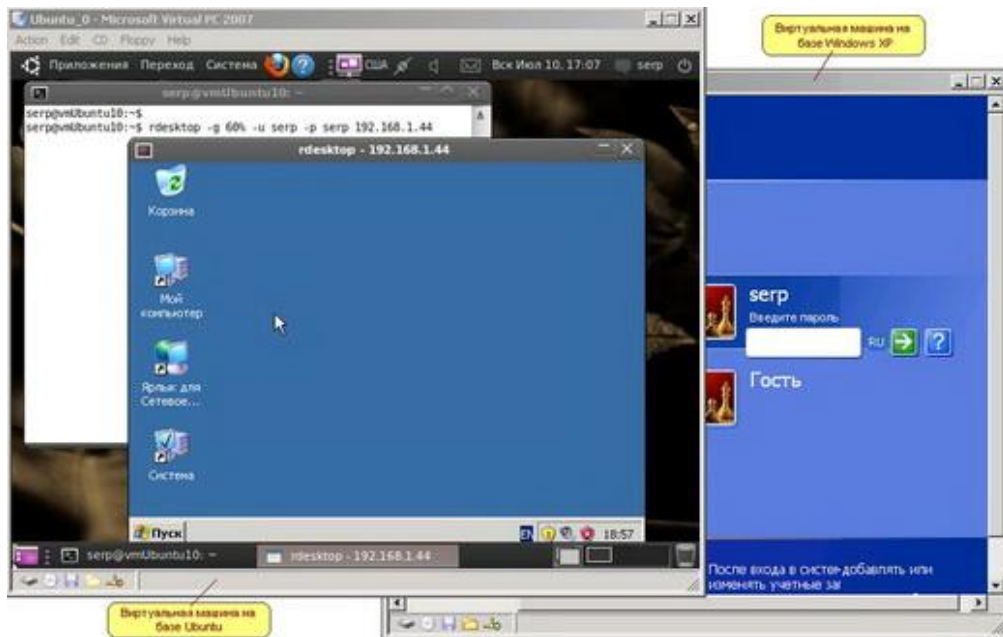 Ubuntu_0 - Microsoft Virtual PC 2007
Action Edit CD Floppy Help
Приложения Переход Система США Вск Июл 10, 17:07 serp
serp@vmUbuntu10: ~
serp@vmUbuntu10:~$
serp@vmUbuntu10:~$ rdesktop -g 60% -u serp -p serp 192.168.1.44
rdesktop - 192.168.1.44
Корзина
Мой
компьютер
Ярлык для
Сетевое...
Система
Пуск
EN
18:57
serp@vmUbuntu10: ~
rdesktop - 192.168.1.44
Виртуальная машина на
базе Ubuntu
Виртуальная машина на
базе Windows XP
serp
Введите пароль
RU
?
Гость
После входа в систем добавлять или
изменять учетные заг